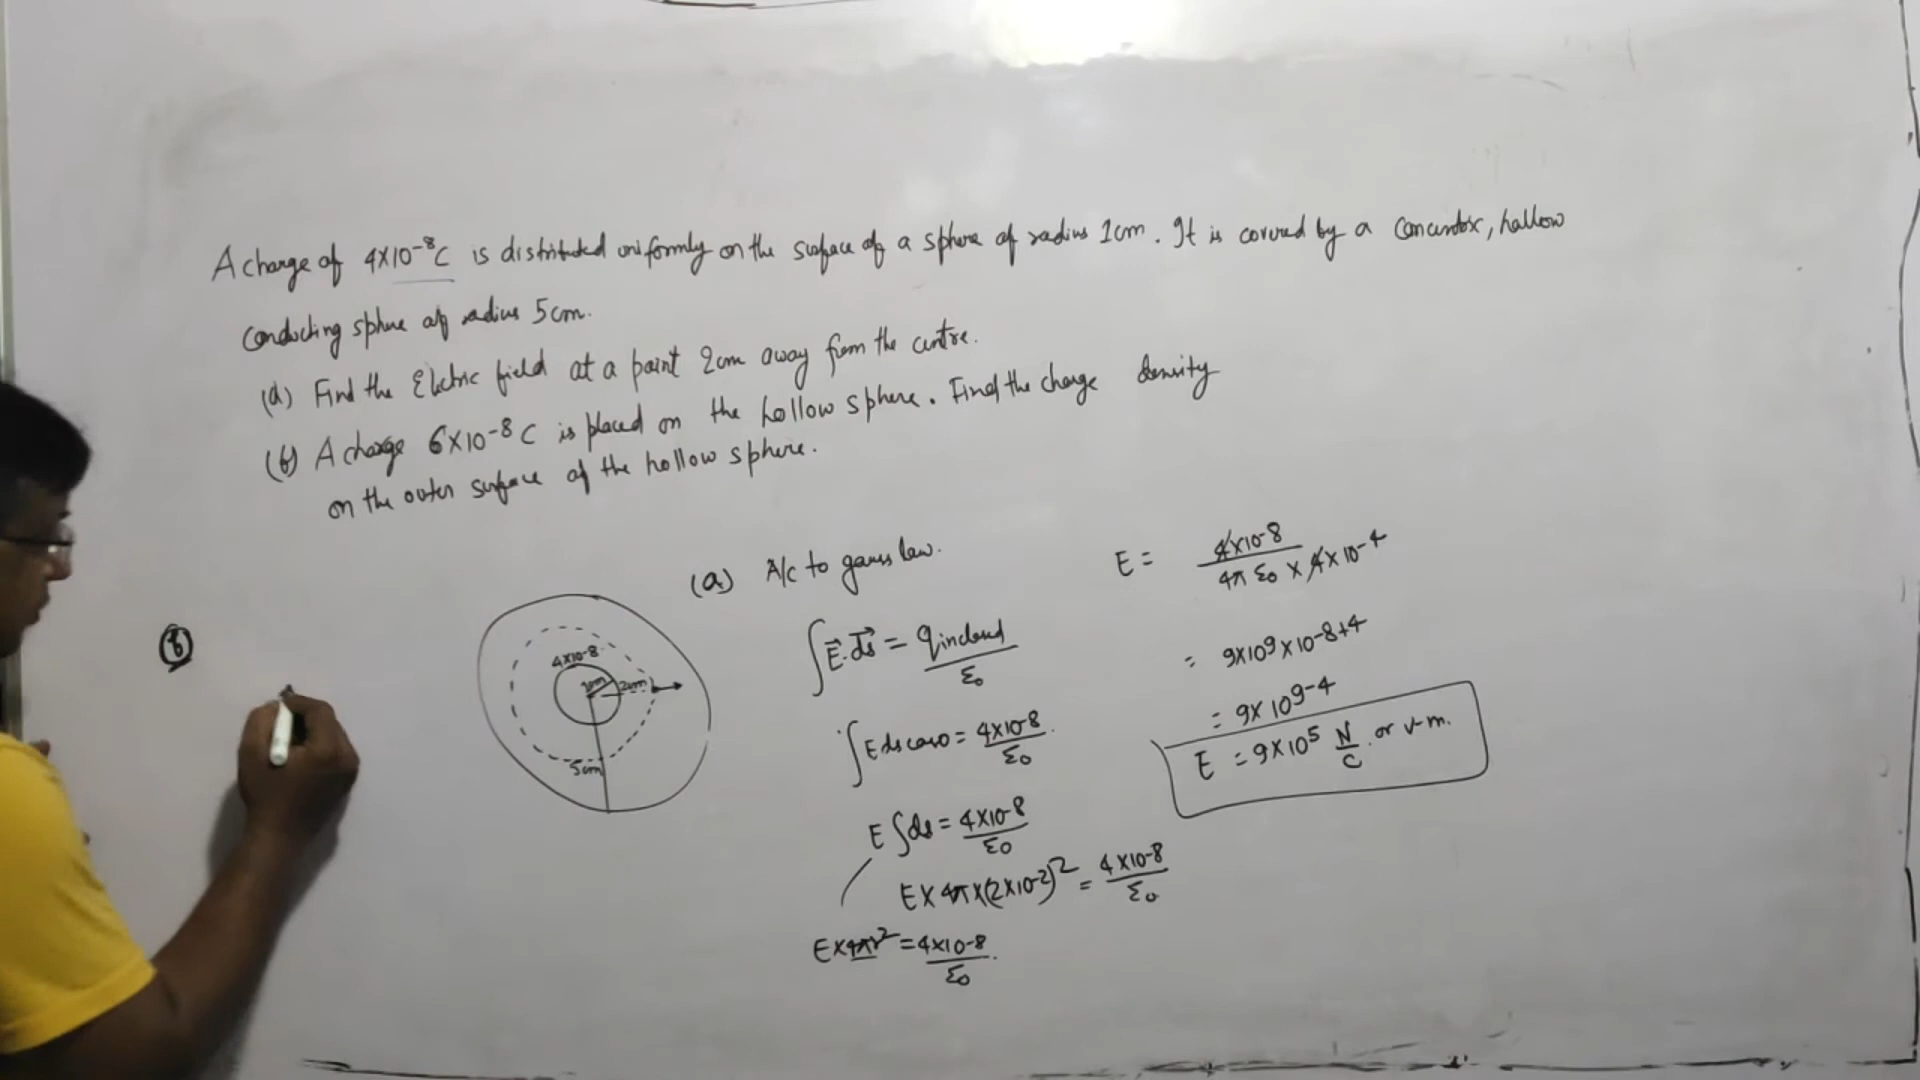 A charge of 4×10⁻⁸C is distributed uniformly on the surface of a sphere of radius 1cm. It is covered by a hollow
conducting sphere of radius 5cm.
(a) Find the Electric field at a point 2cm away from the centre.
(b) A charge 6×10⁻⁸ C is placed on the hollow sphere. Find the charge density
on the outer surface of the hollow sphere.
(a) A/c to gauss law.
∫E⃗.ds⃗ = q / ε₀
∫E ds cos0 = 4×10-8 / ε₀
E ∫ds = 4×10-8 / ε₀
E × 4π × (2×10-2)² = 4×10-8 / ε₀
E×4πr² = 4×10-8 / ε₀.
E = 4×10-8 / 4π ε₀ × 4×10-4
= 9×10⁹×10-8+4
= 9×10⁹⁻⁴
E = 9×10⁵ N/C or v-m.
4×10-8
1cm
2cm
5cm
(b)